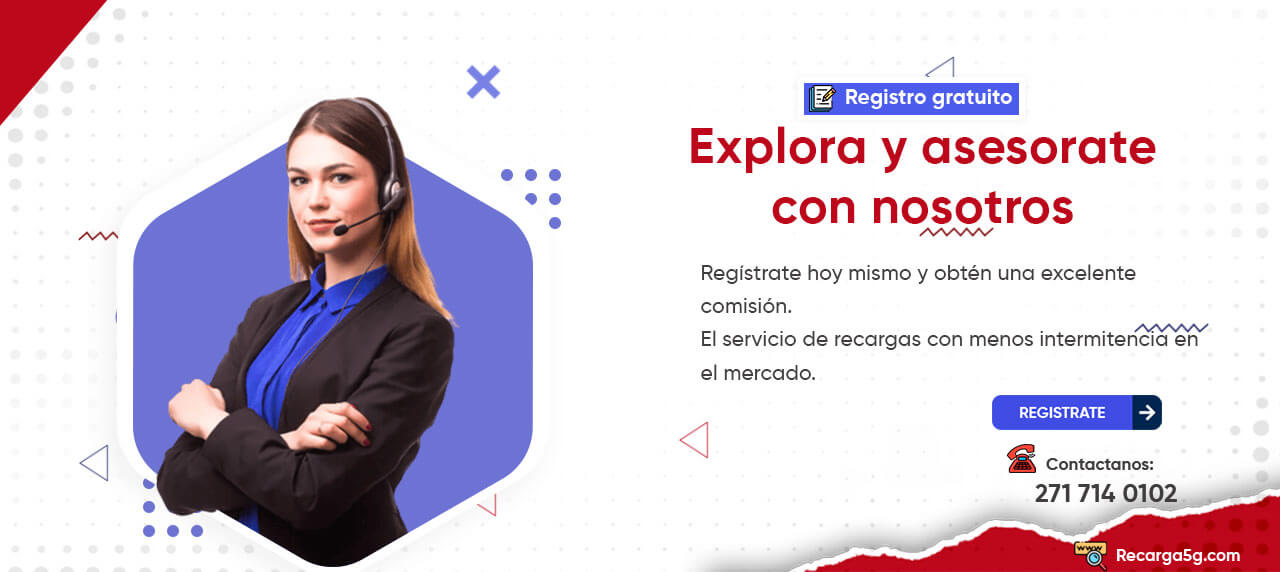 Registro gratuito
Explora y asesorate
con nosotros
Regístrate hoy mismo y obtén una excelente
comisión.
El servicio de recargas con menos intermitencia en
el mercado.
REGISTRATE
Contactanos:
271 714 0102
www
Recarga5g.com